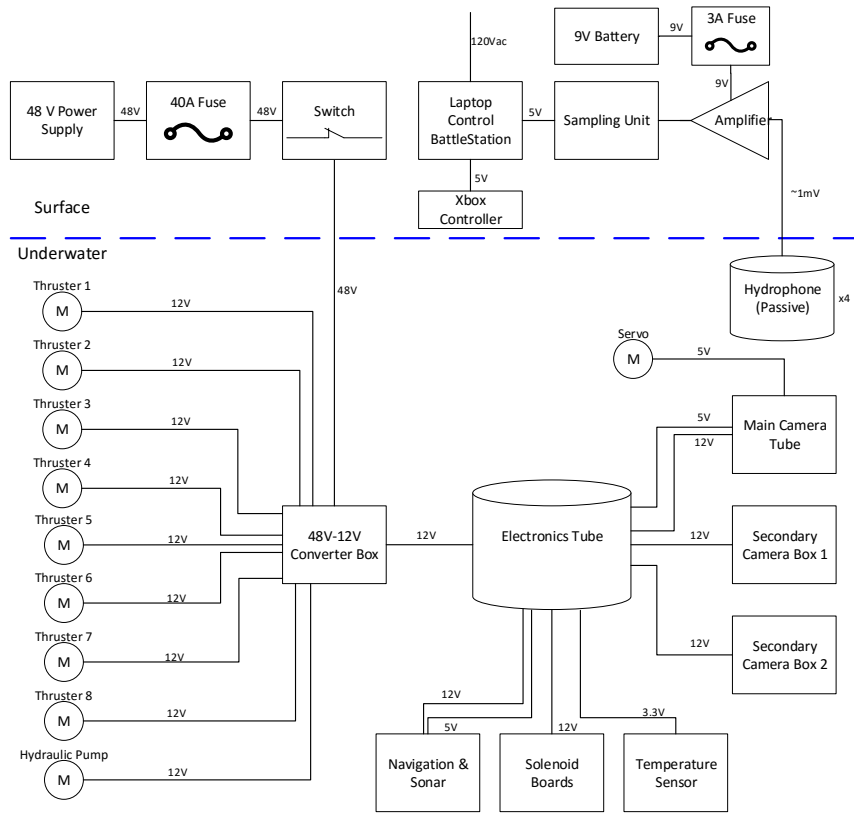 120Vac
9V Battery
9V
3A Fuse
9V
48 V Power
Supply
48V
40A Fuse
48V
Switch
Laptop
Control
BattleStation
5V
Sampling Unit
Amplifier
5V
Xbox
Controller
~1mV
Surface
Underwater
48V
Hydrophone
(Passive)
x4
Thruster 1
M
12V
Thruster 2
M
12V
Thruster 3
M
12V
Thruster 4
M
12V
Thruster 5
M
12V
Thruster 6
M
12V
Thruster 7
M
12V
Thruster 8
M
12V
Hydraulic Pump
M
12V
48V-12V
Converter Box
12V
Electronics Tube
Servo
M
5V
5V
12V
Main Camera
Tube
12V
Secondary
Camera Box 1
12V
Secondary
Camera Box 2
12V
5V
12V
3.3V
Navigation &
Sonar
Solenoid
Boards
Temperature
Sensor